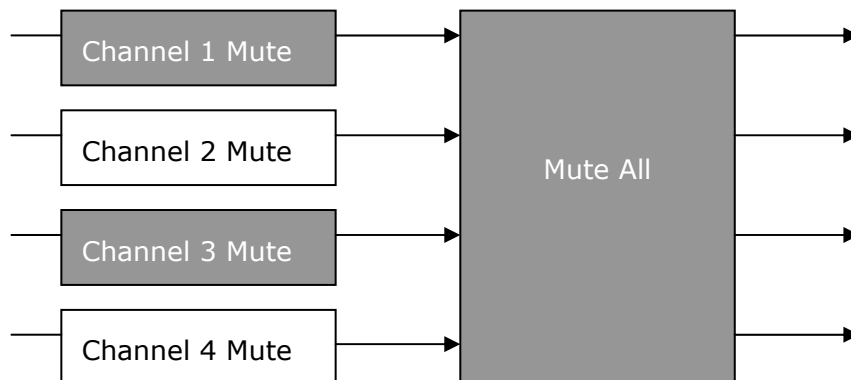 Channel 1 Mute
Channel 2 Mute
Mute All
Channel 3 Mute
Channel 4 Mute